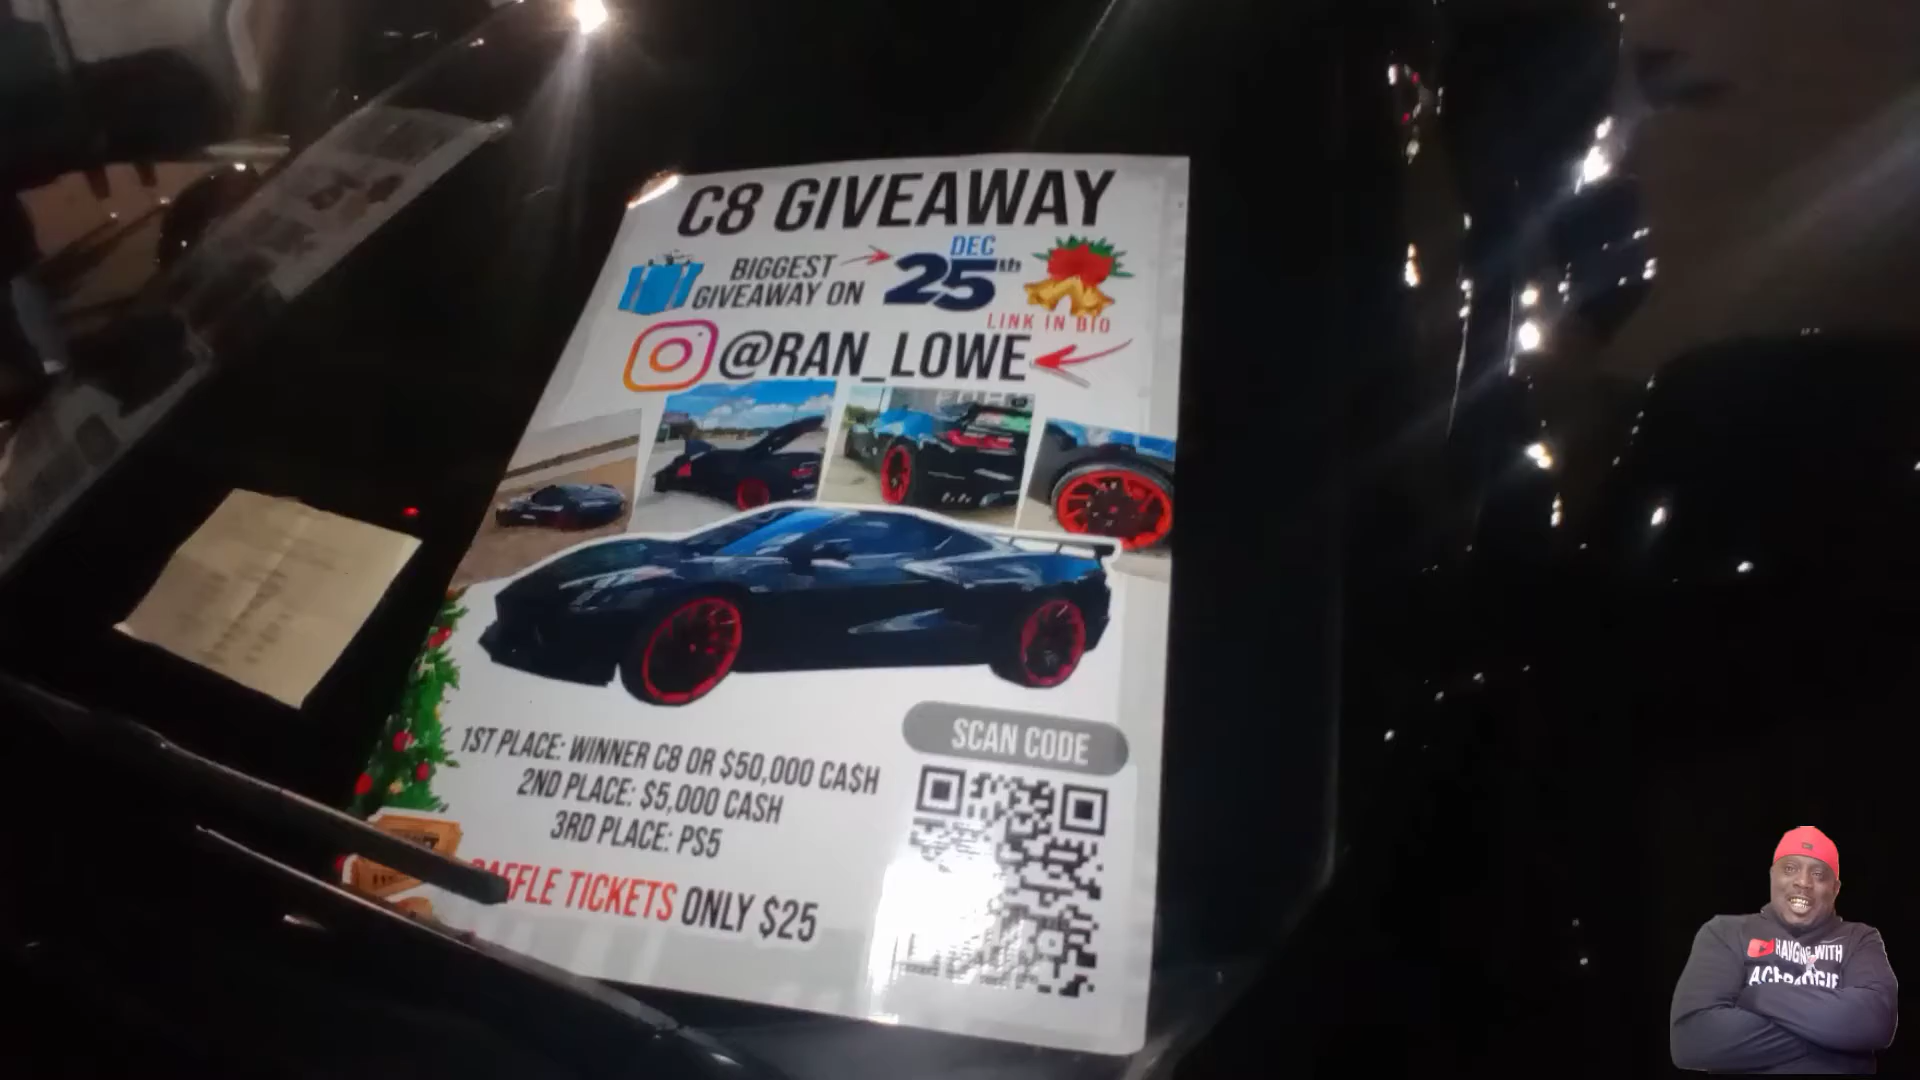 C8 GIVEAWAY
BIGGEST
GIVEAWAY ON
DEC
25th
LINK IN BIO
@RAN_LOWE
1ST PLACE: WINNER C8 OR $50,000 CA$H
2ND PLACE: $5,000 CASH
3RD PLACE: PS5
TICKETS ONLY $25
SCAN CODE
WITH